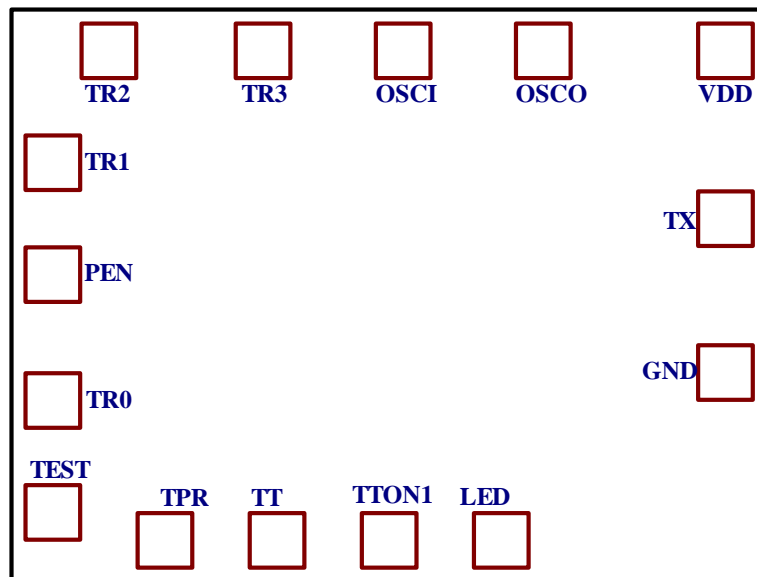 TR2 TR3 OSCI OSCO VDD
TR1
TX
PEN
GND
TR0
TEST
TPR TT TTON1 LED